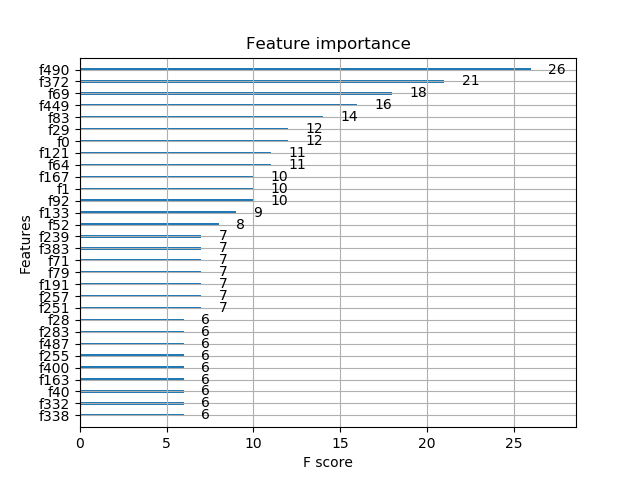 Feature importance
f490 26
f372 21
f69 18
f449 16
f83 14
f29 12
f0 12
f121 11
f64 11
f167 10
f1 10
f92 10
f133 9
f52 8
f239 7
f383 7
f71 7
f79 7
f191 7
f257 7
f251 7
f28 6
f283 6
f487 6
f255 6
f400 6
f163 6
f40 6
f332 6
f338 6
Features
0 5 10 15 20 25
F score